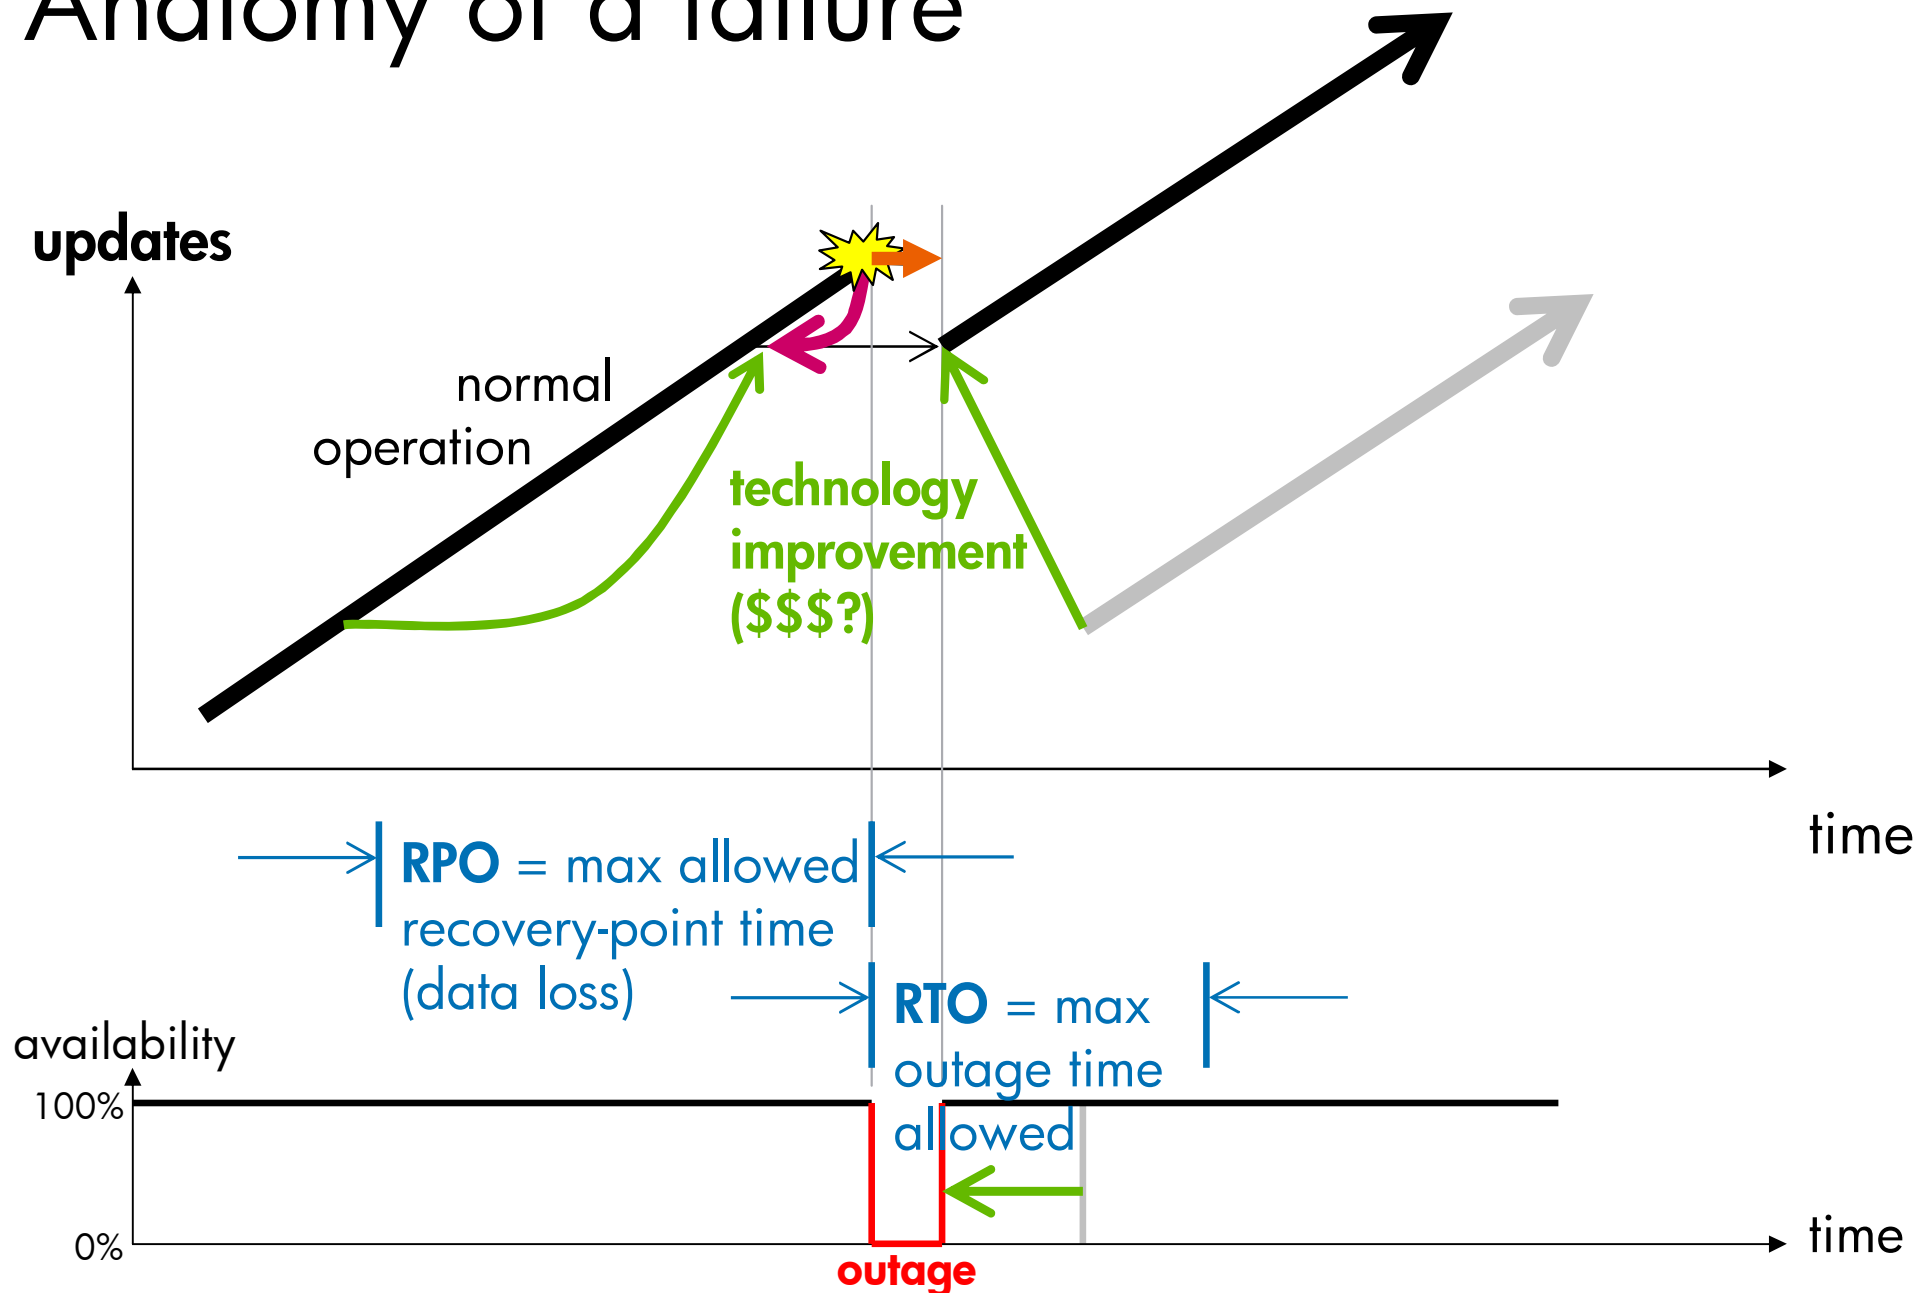 Anatomy of a failure
updates
normal
operation
technology
improvement
($$$?)
time
RPO = max allowed
recovery-point time
(data loss)
RTO = max
outage time
allowed
availability
100%
0%
time
outage